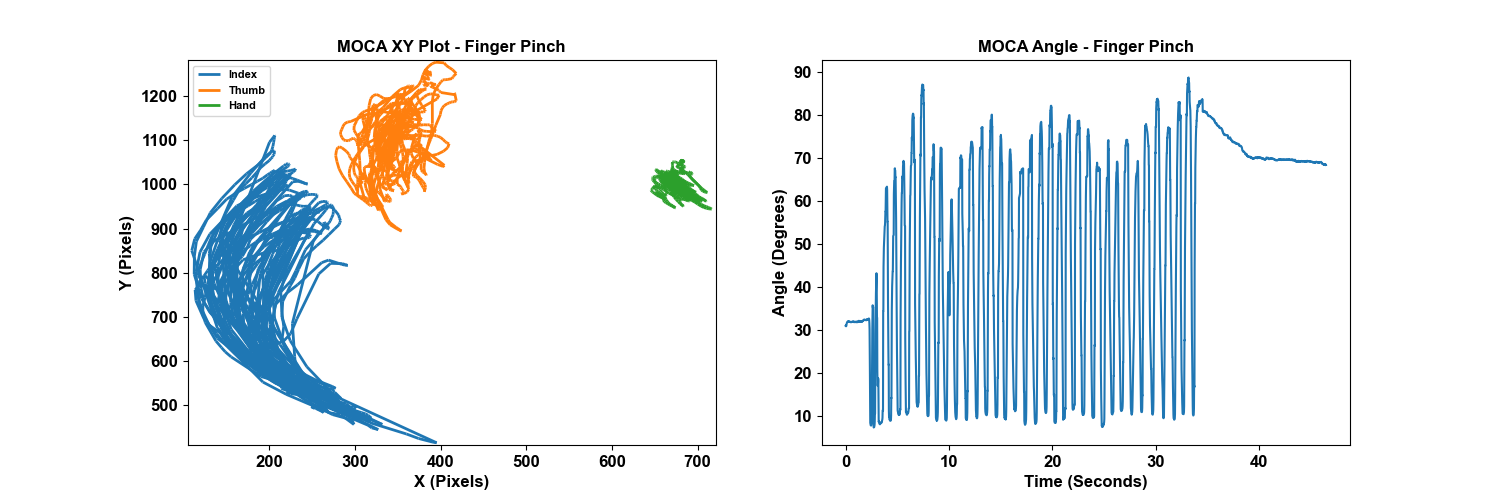 MOCA XY Plot - Finger Pinch
Index
Thumb
Hand
1200
1100
1000
900
800
700
600
500
Y (Pixels)
200 300 400 500 600 700
X (Pixels)
MOCA Angle - Finger Pinch
90
80
70
60
50
40
30
20
10
Angle (Degrees)
0 10 20 30 40
Time (Seconds)